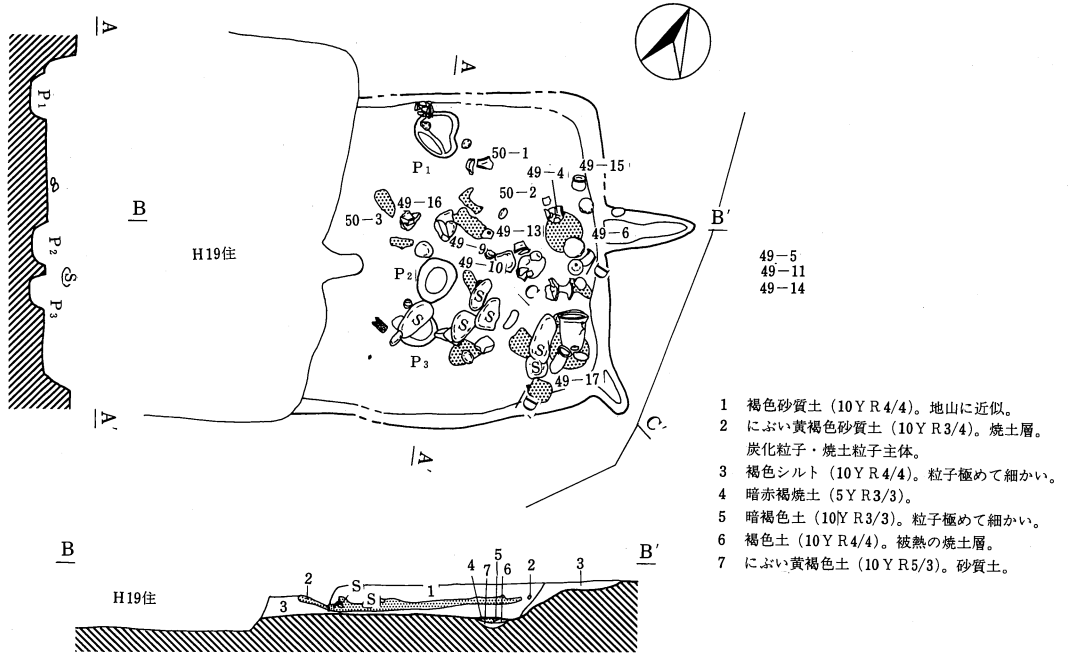 A
A
P1
50−1
49−15
49−4
P1
49−16
50−2
50−3
B
B'
49−13
49−6
H19住
49−9
49−5
P2
49−10
49−11
P2
S
C
49−14
S
S
P3
S
S
S
S
P3
49−17
A'
C'
A'
1 褐色砂質土(10YR4/4)。地山に近似。
2 にぶい黄褐色砂質土(10YR3/4)。焼土層。
炭化粒子・焼土粒子主体。
3 褐色シルト(10YR4/4)。粒子極めて細かい。
4 暗赤褐焼土(5YR3/3)。
5 暗褐色土(10YR3/3)。粒子極めて細かい。
6 褐色土(10YR4/4)。被熱の焼土層。
7 にぶい黄褐色土(10YR5/3)。砂質土。
B
B'
5
2
S
1
4
7
6
2
3
H19住
S
3